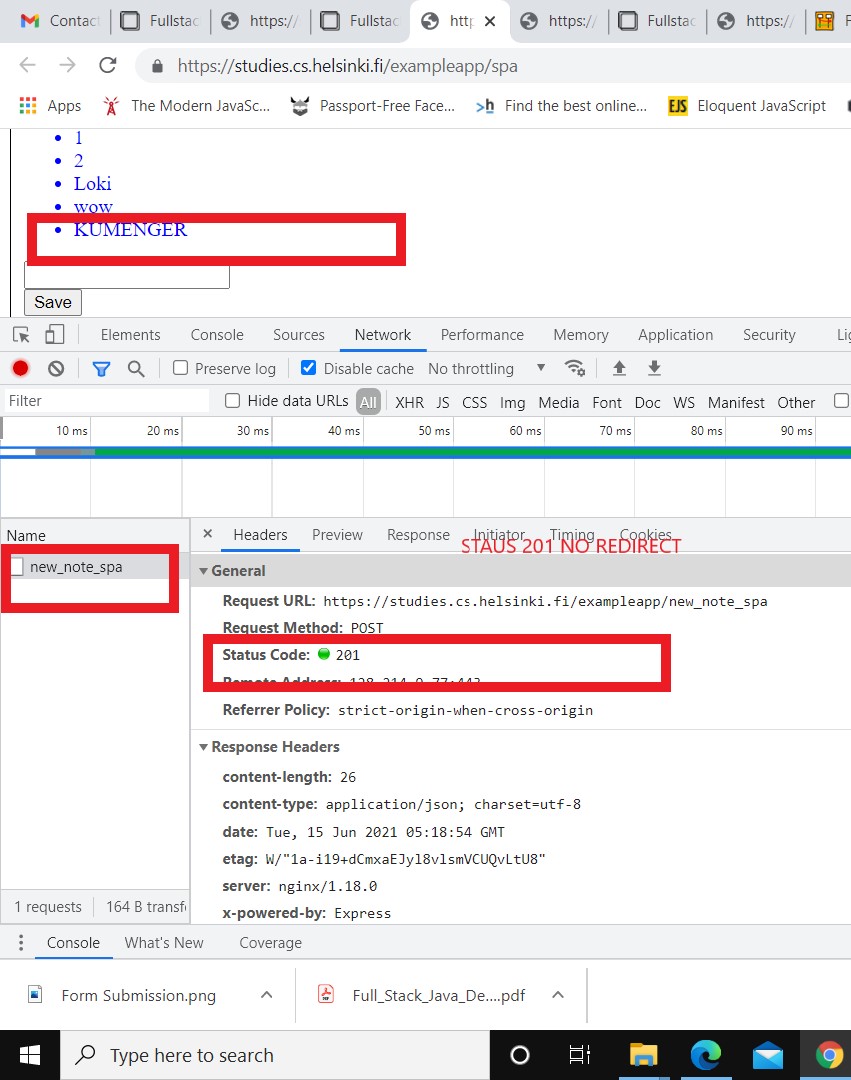 Contac Fullstac https:/ Fullstac http https:/ Fullsta https:/ F
https://studies.cs.helsinki.fi/exampleapp/spa
Apps The Modern JavaSc... Passport-Free Face... Find the best online... EJS Eloquent JavaScript
1
2
Loki
wow
KUMENGER
Save
Elements Console Sources Network Performance Memory Application Security Lig
Preserve log Disable cache No throttling
Filter Hide data URLs All XHR JS CSS Img Media Font Doc WS Manifest Other
10 ms 20 ms 30 ms 40 ms 50 ms 60 ms 70 ms 80 ms 90 ms
Name × Headers Preview Response Initiator Timing Cookies
STAUS 201 NO REDIRECT
new_note_spa
General
Request URL: https://studies.cs.helsinki.fi/exampleapp/new_note_spa
Request Method: POST
Status Code: 201
Remote Address: 128.214.9.77:443
Referrer Policy: strict-origin-when-cross-origin
Response Headers
content-length: 26
content-type: application/json; charset=utf-8
date: Tue, 15 Jun 2021 05:18:54 GMT
etag: W/"1a-i19+dCmxaEJyl8vlsmVCUQvLtU8"
server: nginx/1.18.0
x-powered-by: Express
1 requests 164 B transf
Console What's New Coverage
Form Submission.png Full_Stack_Java_De....pdf
Type here to search